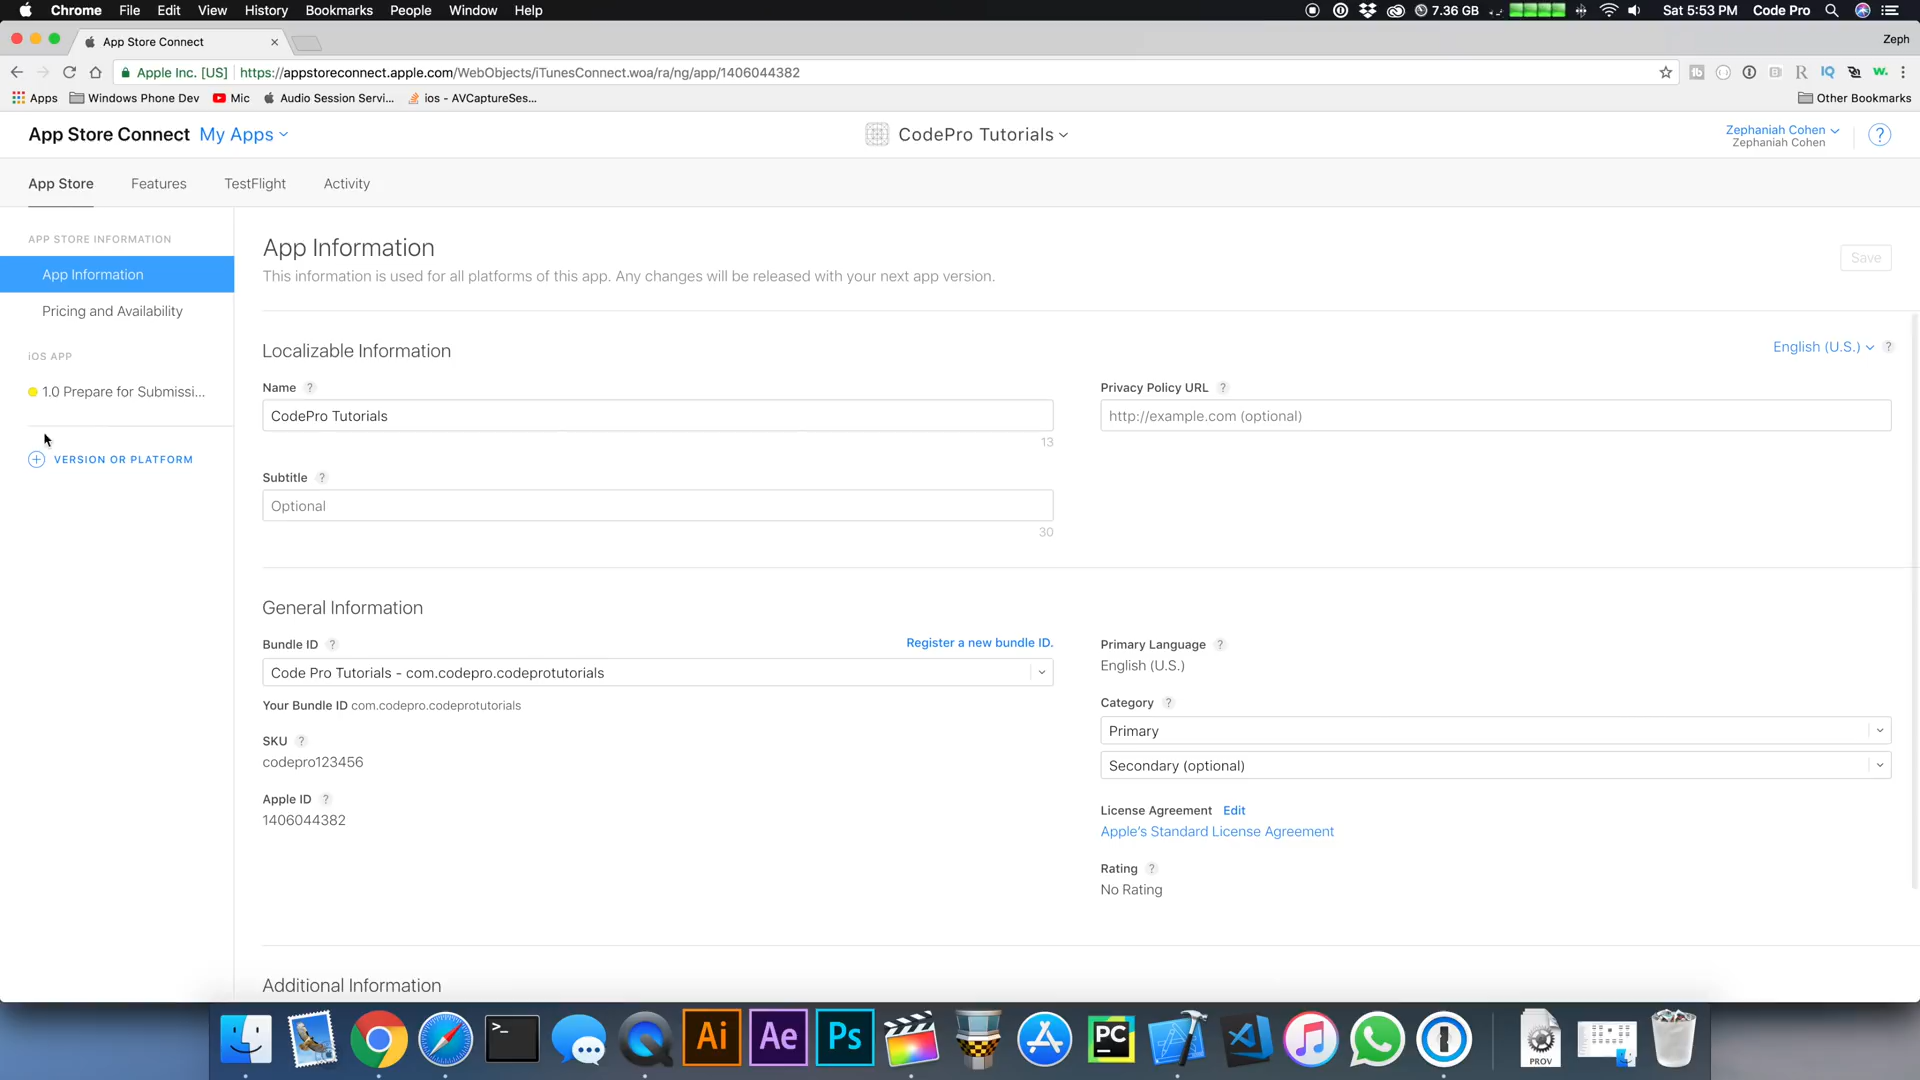 Chrome File Edit View History Bookmarks People Window Help
7.36 GB Sat 5:53 PM Code Pro
App Store Connect Zeph
Apple Inc. [US] https://appstoreconnect.apple.com/WebObjects/iTunesConnect.woa/ra/ng/app/1406044382
Apps Windows Phone Dev Mic Audio Session Servi... ios - AVCaptureSes... Other Bookmarks
App Store Connect My Apps CodePro Tutorials Zephaniah Cohen ?
Zephaniah Cohen
App Store Features TestFlight Activity
APP STORE INFORMATION
App Information
Pricing and Availability
iOS APP
1.0 Prepare for Submissi...
+ VERSION OR PLATFORM
App Information Save
This information is used for all platforms of this app. Any changes will be released with your next app version.
Localizable Information English (U.S.) ?
Name ? Privacy Policy URL ?
CodePro Tutorials http://example.com (optional)
13
Subtitle ?
Optional
30
General Information
Bundle ID ? Register a new bundle ID. Primary Language ?
Code Pro Tutorials - com.codepro.codeprotutorials English (U.S.)
Your Bundle ID com.codepro.codeprotutorials Category ?
Primary
SKU ? Secondary (optional)
codepro123456
Apple ID ? License Agreement Edit
1406044382 Apple's Standard License Agreement
Rating ?
No Rating
Additional Information
Ai Ae Ps PC PROV